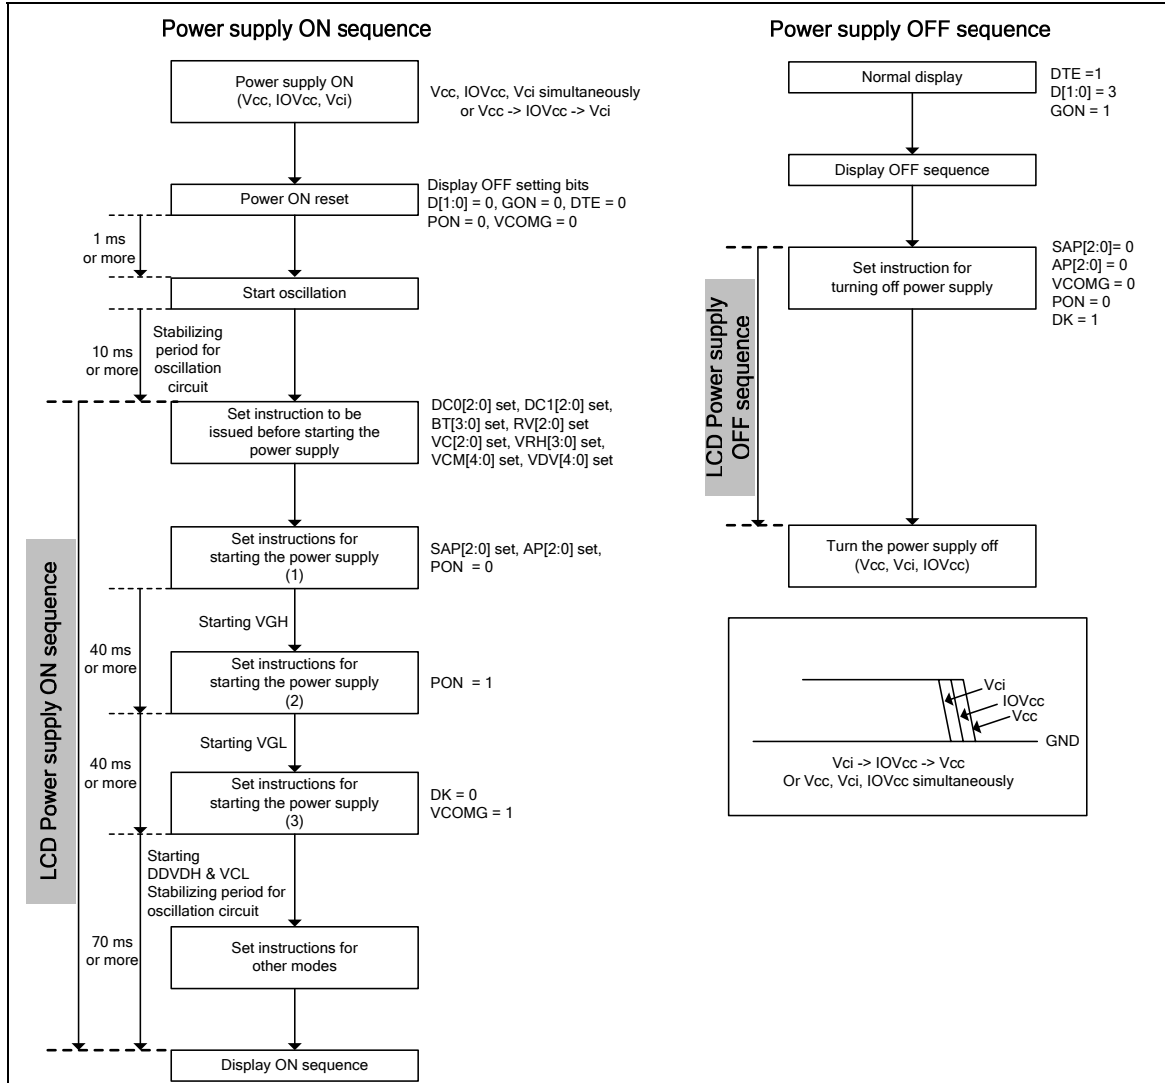 Power supply ON sequence
Power supply ON
(Vcc, IOVcc, Vci)
Vcc, IOVcc, Vci simultaneously
or Vcc -> IOVcc -> Vci
Power ON reset
Display OFF setting bits
D[1:0] = 0, GON = 0, DTE = 0
PON = 0, VCOMG = 0
1 ms
or more
Start oscillation
10 ms
or more
Stabilizing
period for
oscillation
circuit
Set instruction to be
issued before starting the
power supply
DC0[2:0] set, DC1[2:0] set,
BT[3:0] set, RV[2:0] set
VC[2:0] set, VRH[3:0] set,
VCM[4:0] set, VDV[4:0] set
LCD Power supply ON sequence
Set instructions for
starting the power supply
(1)
SAP[2:0] set, AP[2:0] set,
PON = 0
40 ms
or more
Starting VGH
Set instructions for
starting the power supply
(2)
PON = 1
40 ms
or more
Starting VGL
Set instructions for
starting the power supply
(3)
DK = 0
VCOMG = 1
70 ms
or more
Starting
DDVDH & VCL
Stabilizing period for
oscillation circuit
Set instructions for
other modes
Display ON sequence
Power supply OFF sequence
Normal display
DTE =1
D[1:0] = 3
GON = 1
Display OFF sequence
LCD Power supply
OFF sequence
Set instruction for
turning off power supply
SAP[2:0]= 0
AP[2:0] = 0
VCOMG = 0
PON = 0
DK = 1
Turn the power supply off
(Vcc, Vci, IOVcc)
Vci
IOVcc
Vcc
GND
Vci -> IOVcc -> Vcc
Or Vcc, Vci, IOVcc simultaneously